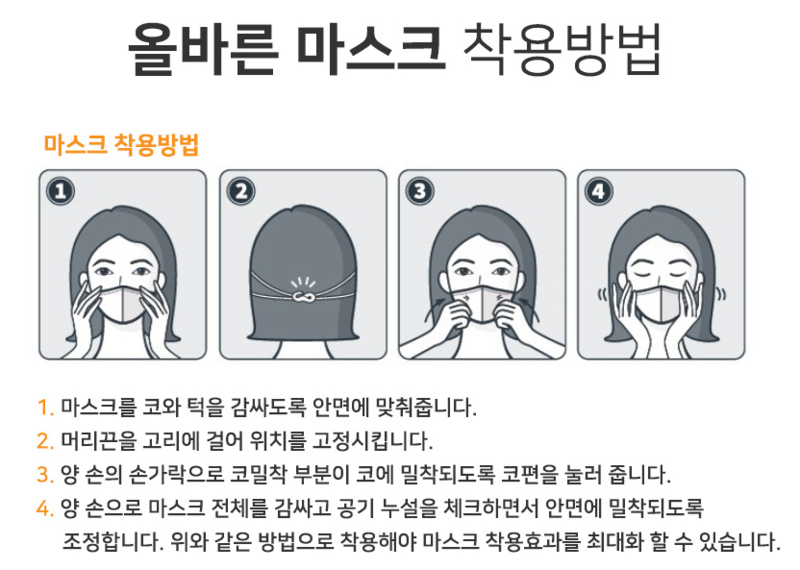 올바른 마스크 착용방법
마스크 착용방법
1
2
3
4
1. 마스크를 코와 턱을 감싸도록 안면에 맞춰줍니다.
2. 머리끈을 고리에 걸어 위치를 고정시킵니다.
3. 양 손의 손가락으로 코밀착 부분이 코에 밀착되도록 코편을 눌러 줍니다.
4. 양 손으로 마스크 전체를 감싸고 공기 누설을 체크하면서 안면에 밀착되도록
조정합니다. 위와 같은 방법으로 착용해야 마스크 착용효과를 최대화 할 수 있습니다.